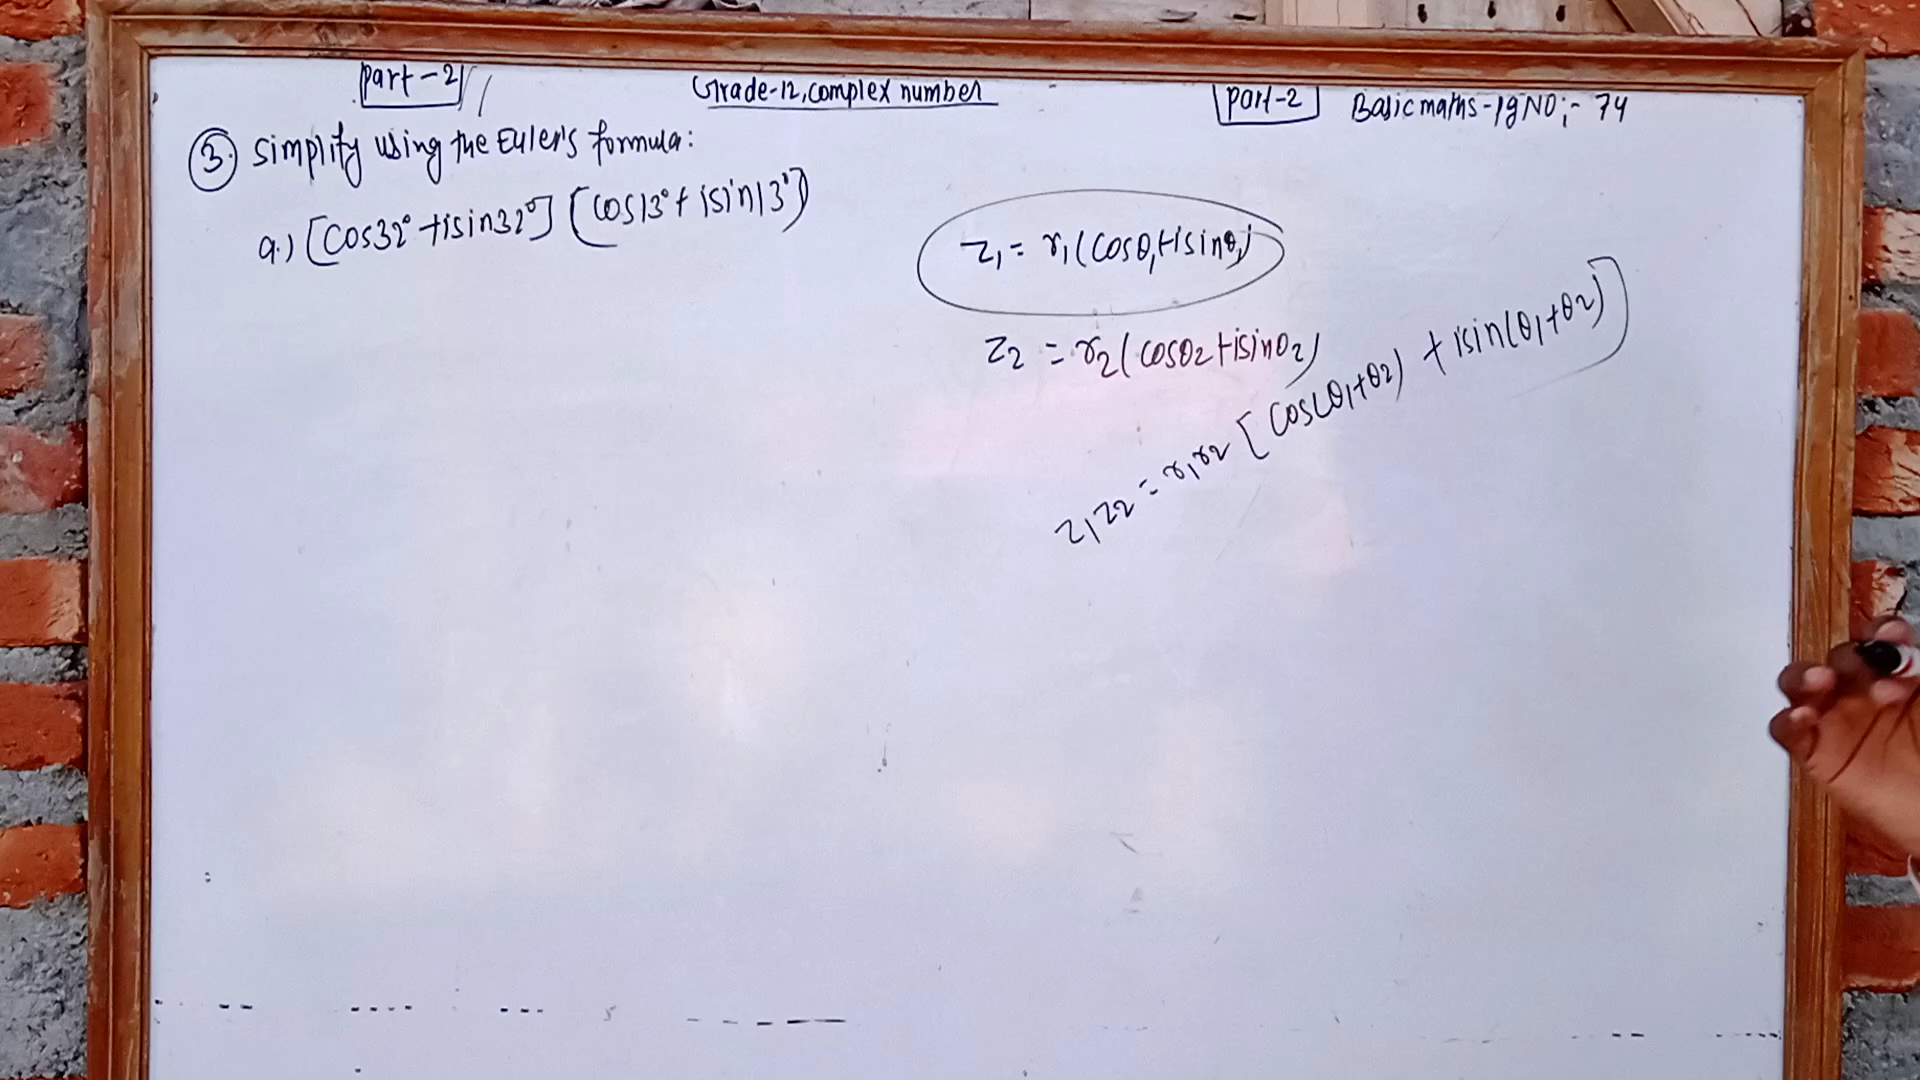 Part-2
Grade-12, complex number
part-2
Basic maths - pg NO;- 74
3. Simplify using the Euler's formula:
a.) [cos32° + isin32°] [cos13° + isin13°)
z₁ = r₁(cosθ₁+isinθ₁)
z₂ = r₂(cosθ₂+isinθ₂)
z₁z₂ = r₁r₂ [cos(θ₁+θ₂) + isin(θ₁+θ₂)]